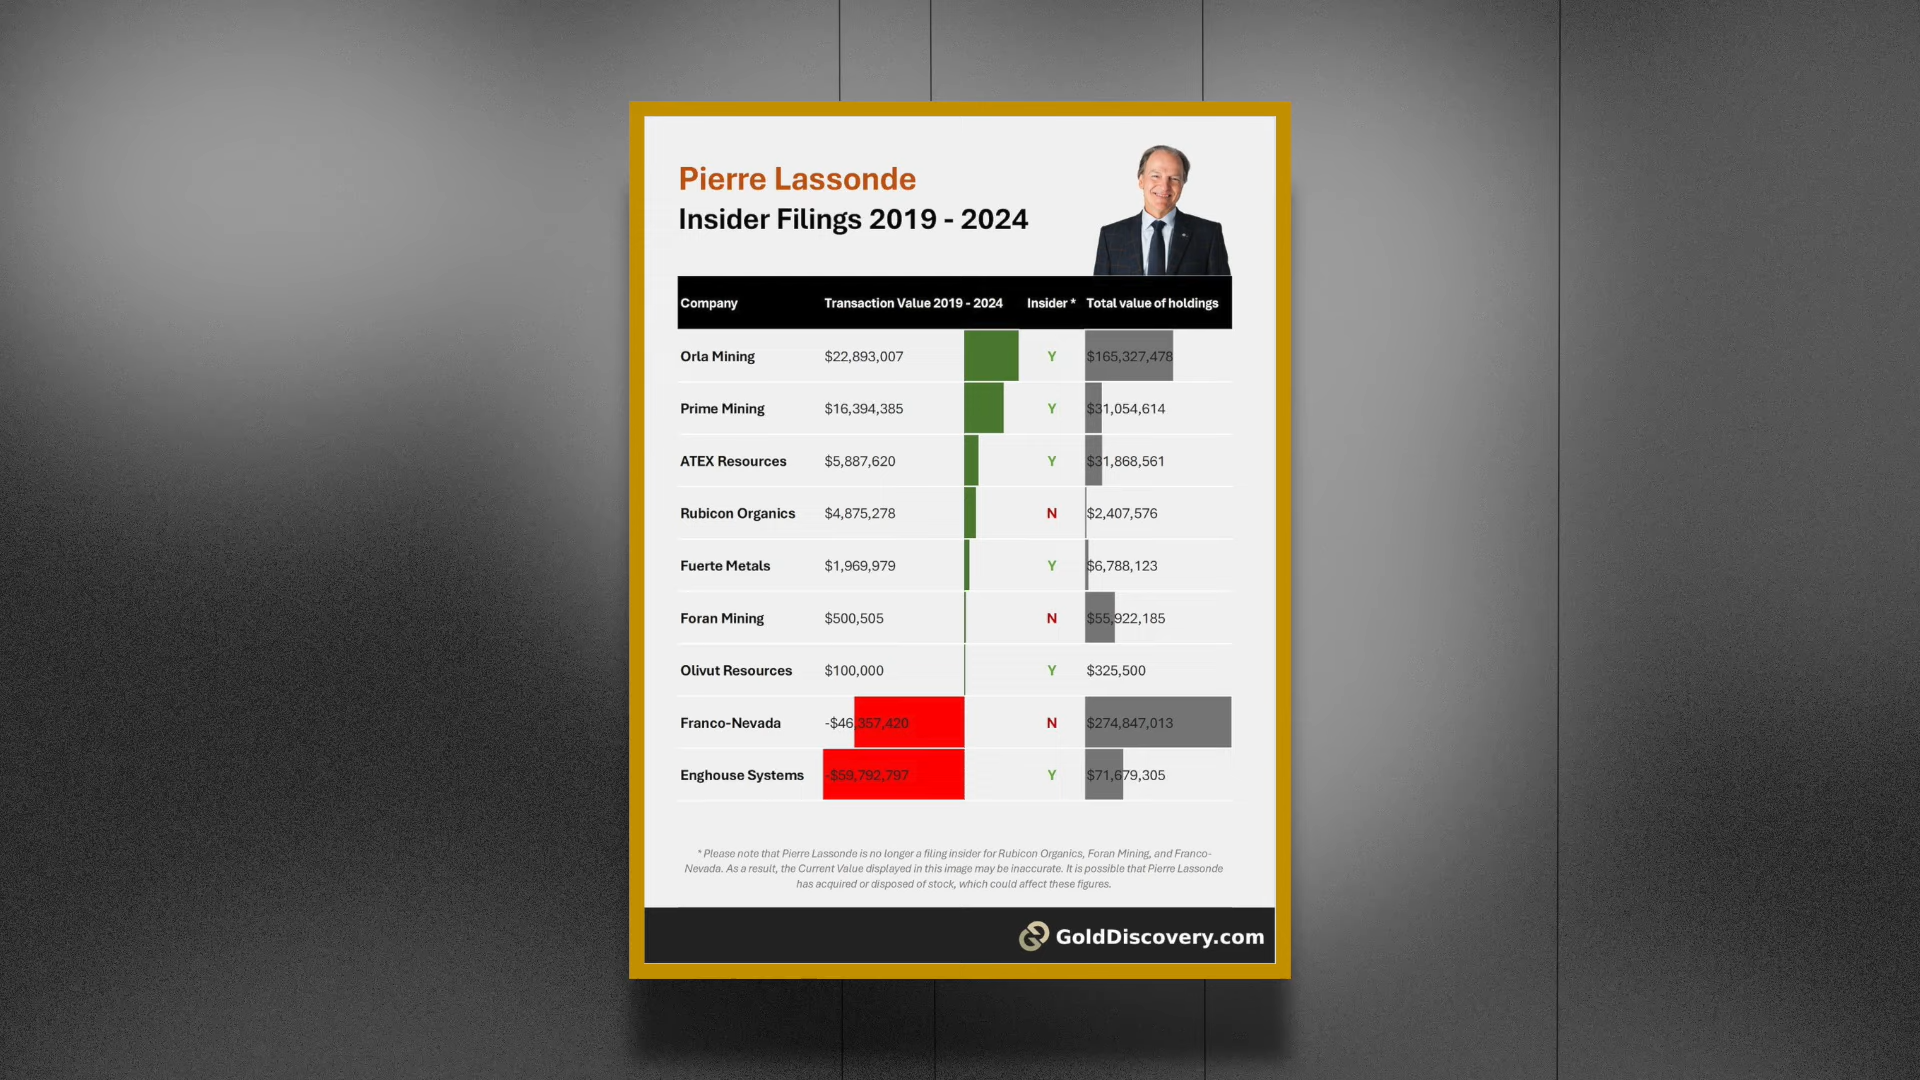 Pierre Lassonde
Insider Filings 2019 - 2024
Company Transaction Value 2019 - 2024 Insider * Total value of holdings
Orla Mining $22,893,007 Y $165,327,478
Prime Mining $16,394,385 Y $31,054,614
ATEX Resources $5,887,620 Y $31,868,561
Rubicon Organics $4,875,278 N $2,407,576
Fuerte Metals $1,969,979 Y $6,788,123
Foran Mining $500,505 N $55,922,185
Olivut Resources $100,000 Y $325,500
Franco-Nevada -$46,357,420 N $274,847,013
Enghouse Systems -$59,792,797 Y $71,679,305
* Please note that Pierre Lassonde is no longer a filing insider for Rubicon Organics, Foran Mining, and Franco-
Nevada. As a result, the Current Value displayed in this image may be inaccurate. It is possible that Pierre Lassonde
has acquired or disposed of stock, which could affect these figures.
GoldDiscovery.com